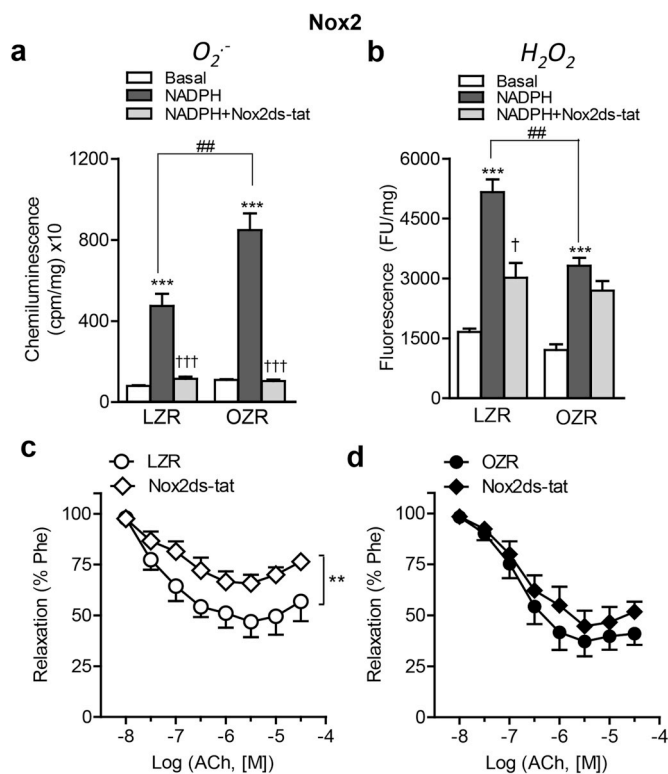 Nox2
a
O₂·⁻
Basal
NADPH
NADPH+Nox2ds-tat
Chemiluminescence
(cpm/mg) x10
1200
800
400
0
##
***
***
†††
†††
LZR
OZR
b
H₂O₂
Basal
NADPH
NADPH+Nox2ds-tat
Fluorescence (FU/mg)
6000
4500
3000
1500
0
##
***
†
***
LZR
OZR
c
LZR
Nox2ds-tat
Relaxation (% Phe)
100
75
50
25
0
**
-8
-7
-6
-5
-4
Log (ACh, [M])
d
OZR
Nox2ds-tat
Relaxation (% Phe)
100
75
50
25
0
-8
-7
-6
-5
-4
Log (ACh, [M])